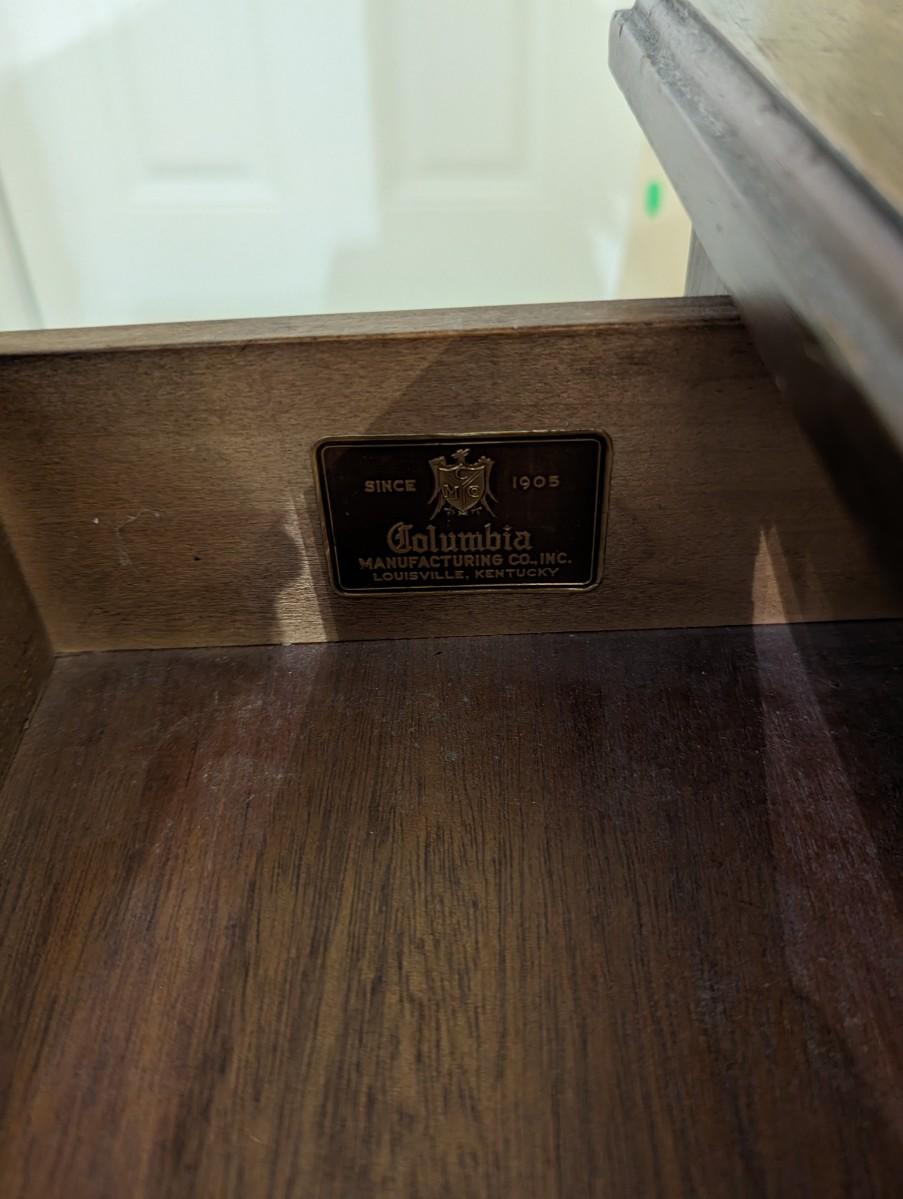 SINCE 1905
C
M C
Columbia
MANUFACTURING CO., INC.
LOUISVILLE, KENTUCKY